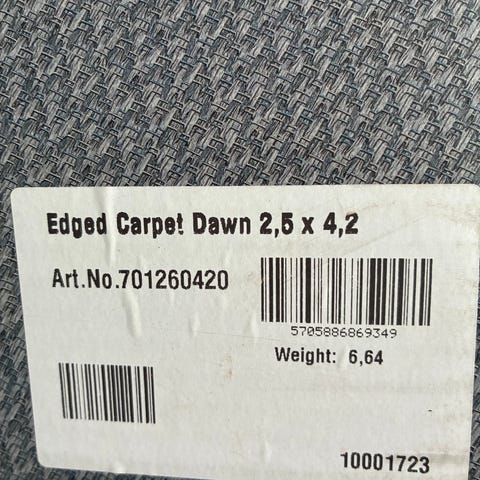 Edged Carpet Dawn 2,5 x 4,2
Art.No.701260420
5705886869349
Weight: 6,64
10001723